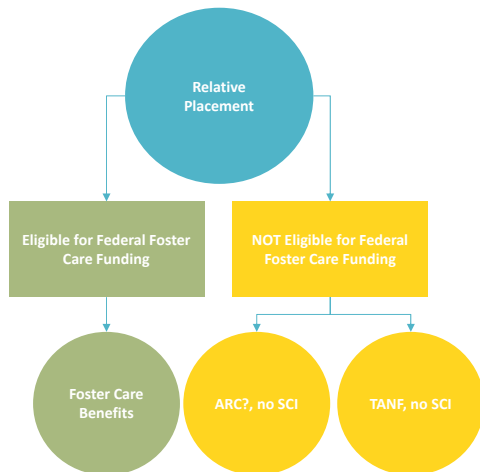 Relative
Placement
Eligible for Federal Foster
Care Funding
NOT Eligible for Federal
Foster Care Funding
Foster Care
Benefits
ARC?, no SCI
TANF, no SCI